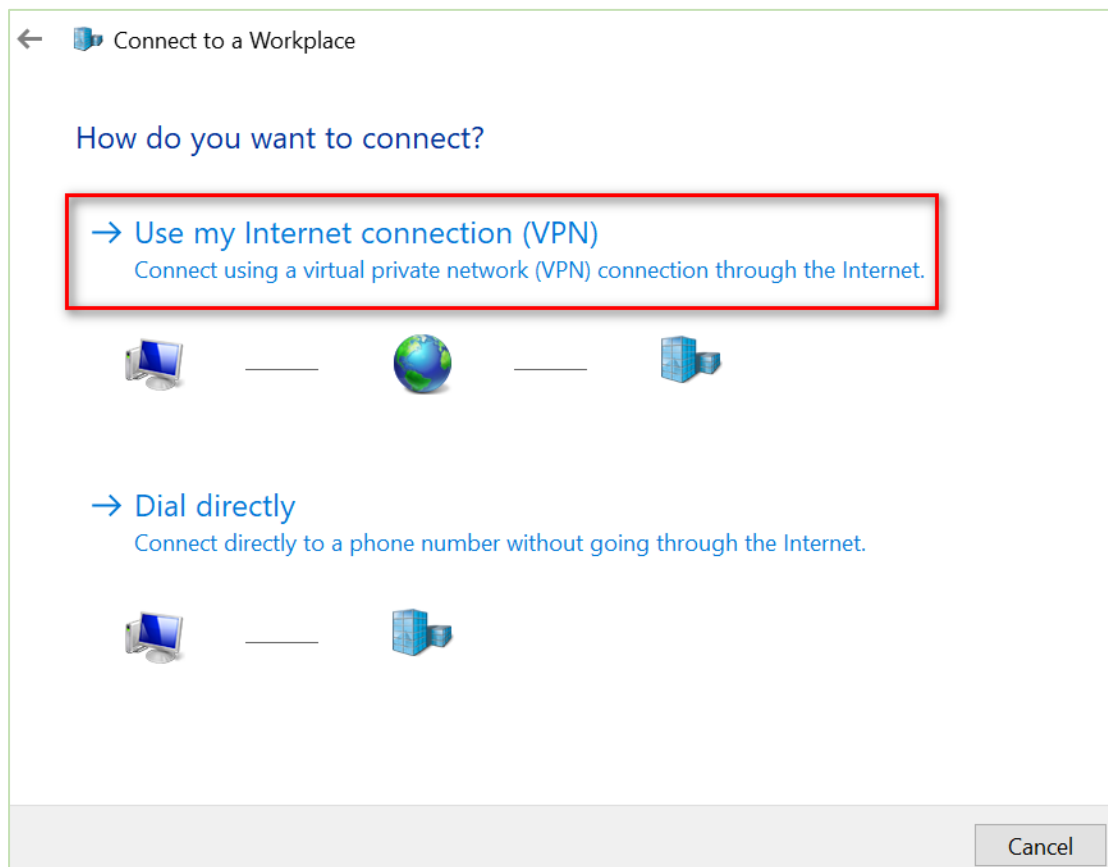 Connect to a Workplace
How do you want to connect?
Use my Internet connection (VPN)
Connect using a virtual private network (VPN) connection through the Internet.
Dial directly
Connect directly to a phone number without going through the Internet.
Cancel